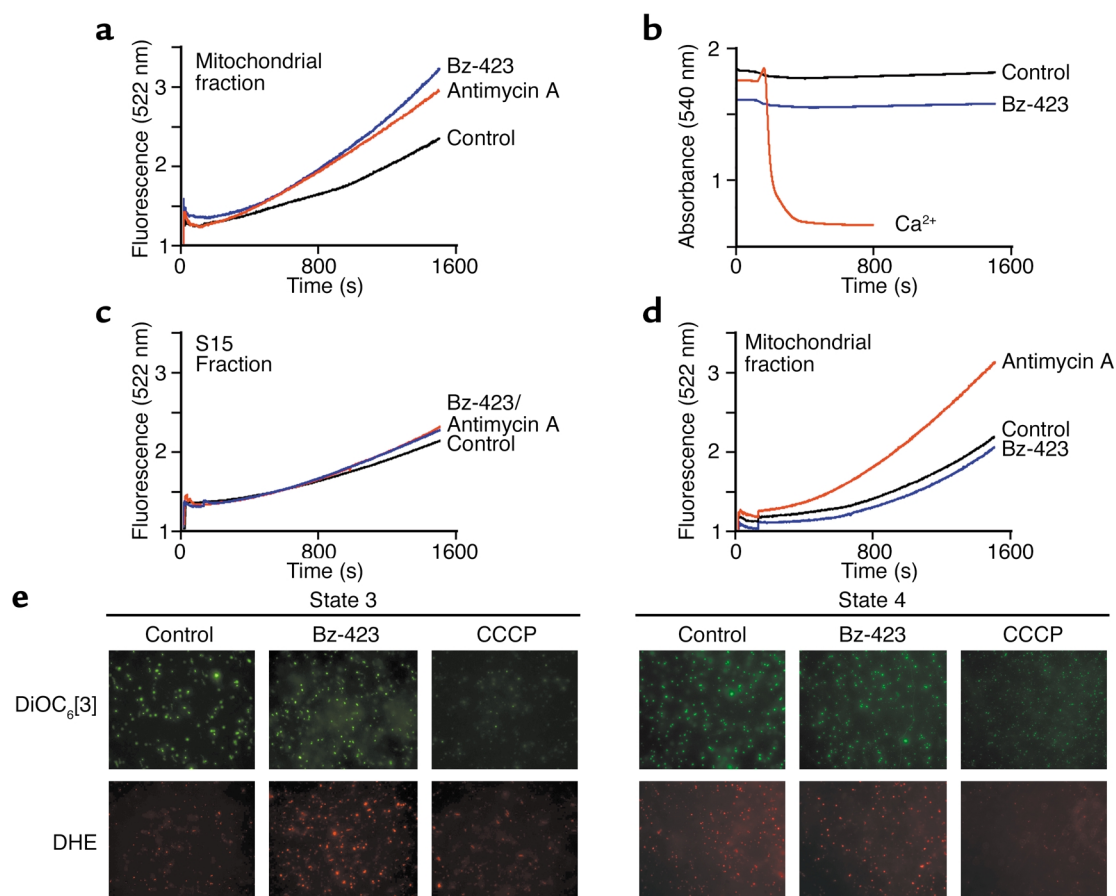 a
Fluorescence (522 nm)
3
2
1
Mitochondrial
fraction
Bz-423
Antimycin A
Control
0
800
1600
Time (s)
b
Absorbance (540 nm)
2
1
Control
Bz-423
Ca²⁺
0
800
1600
Time (s)
c
Fluorescence (522 nm)
3
2
1
S15
Fraction
Bz-423/
Antimycin A
Control
0
800
1600
Time (s)
d
Fluorescence (522 nm)
3
2
1
Mitochondrial
fraction
Antimycin A
Control
Bz-423
0
800
1600
Time (s)
e
State 3
State 4
Control
Bz-423
CCCP
Control
Bz-423
CCCP
DiOC₆[3]
DHE